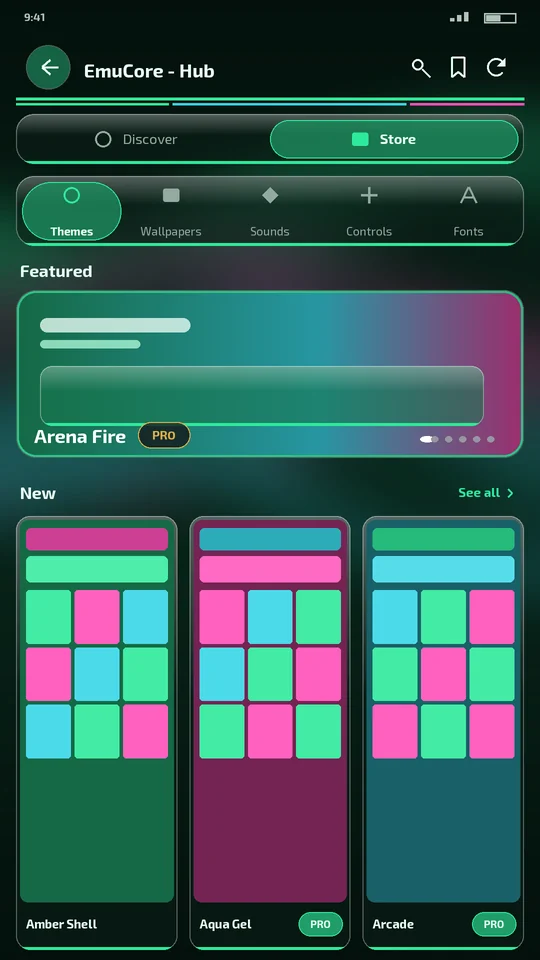 9:41
EmuCore - Hub
Discover
Store
Themes
Wallpapers
Sounds
Controls
Fonts
Featured
Arena Fire
PRO
New
See all
Amber Shell
Aqua Gel
PRO
Arcade
PRO